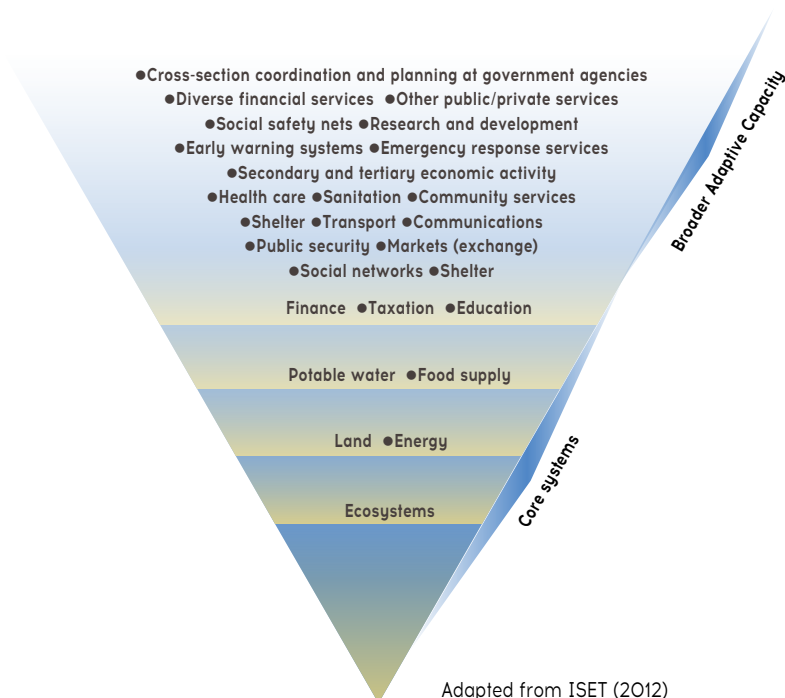 ●Cross-section coordination and planning at government agencies
●Diverse financial services ●Other public/private services
●Social safety nets ●Research and development
●Early warning systems ●Emergency response services
●Secondary and tertiary economic activity
●Health care ●Sanitation ●Community services
●Shelter ●Transport ●Communications
●Public security ●Markets (exchange)
●Social networks ●Shelter
Finance ●Taxation ●Education
Potable water ●Food supply
Land ●Energy
Ecosystems
Broader Adaptive Capacity
Core systems
Adapted from ISET (2012)